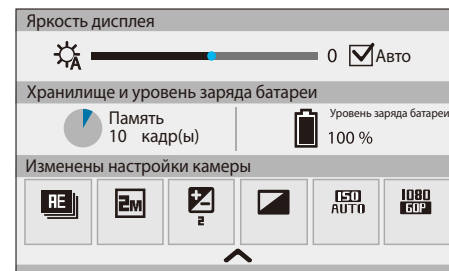 Яркость дисплея
A 0 Авто
Хранилище и уровень заряда батареи
Память
10 кадр(ы)
Уровень заряда батареи
100 %
Изменены настройки камеры
AE 2M 2 ISO AUTO 1080 60P